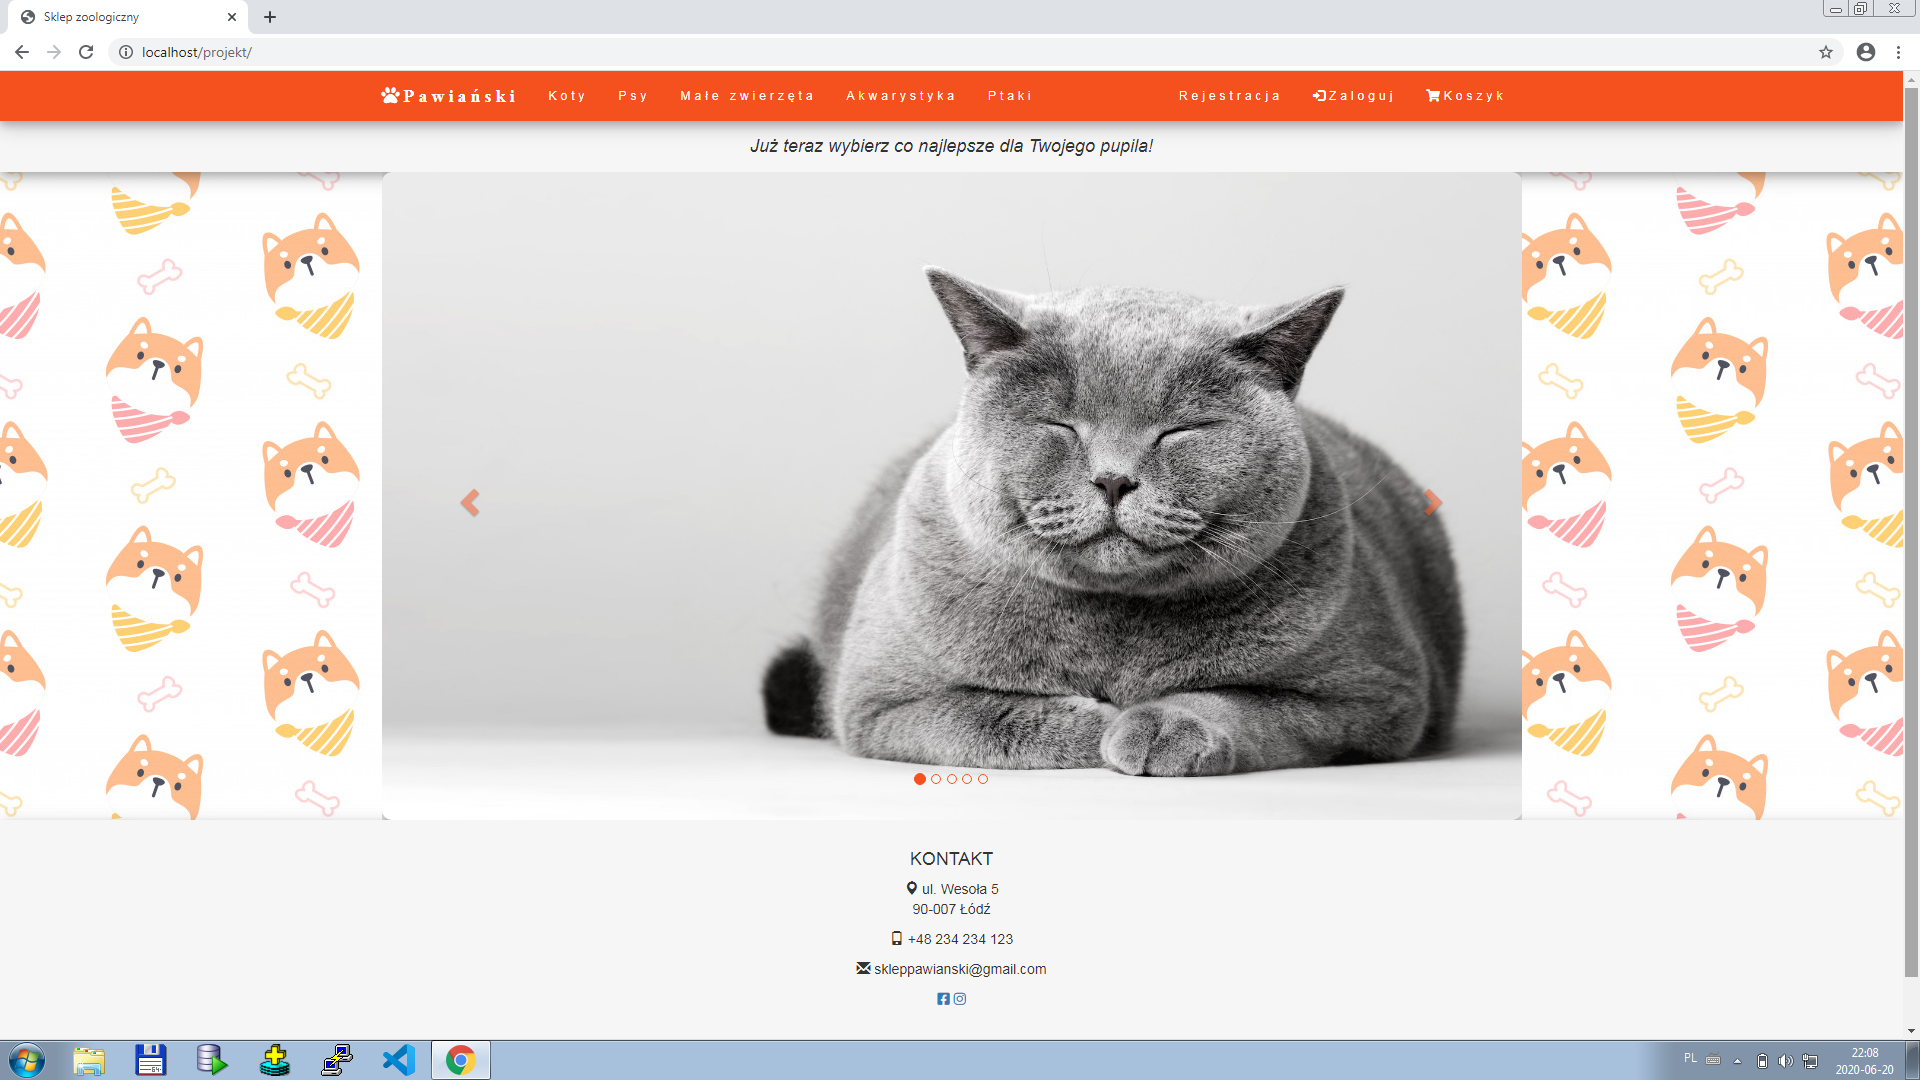 Sklep zoologiczny
localhost/projekt/
Pawiański Koty Psy Małe zwierzęta Akwarystyka Ptaki Rejestracja Zaloguj Koszyk
Już teraz wybierz co najlepsze dla Twojego pupila!
KONTAKT
ul. Wesoła 5
90-007 Łódź
+48 234 234 123
skleppawianski@gmail.com
PL
22:08
2020-06-20